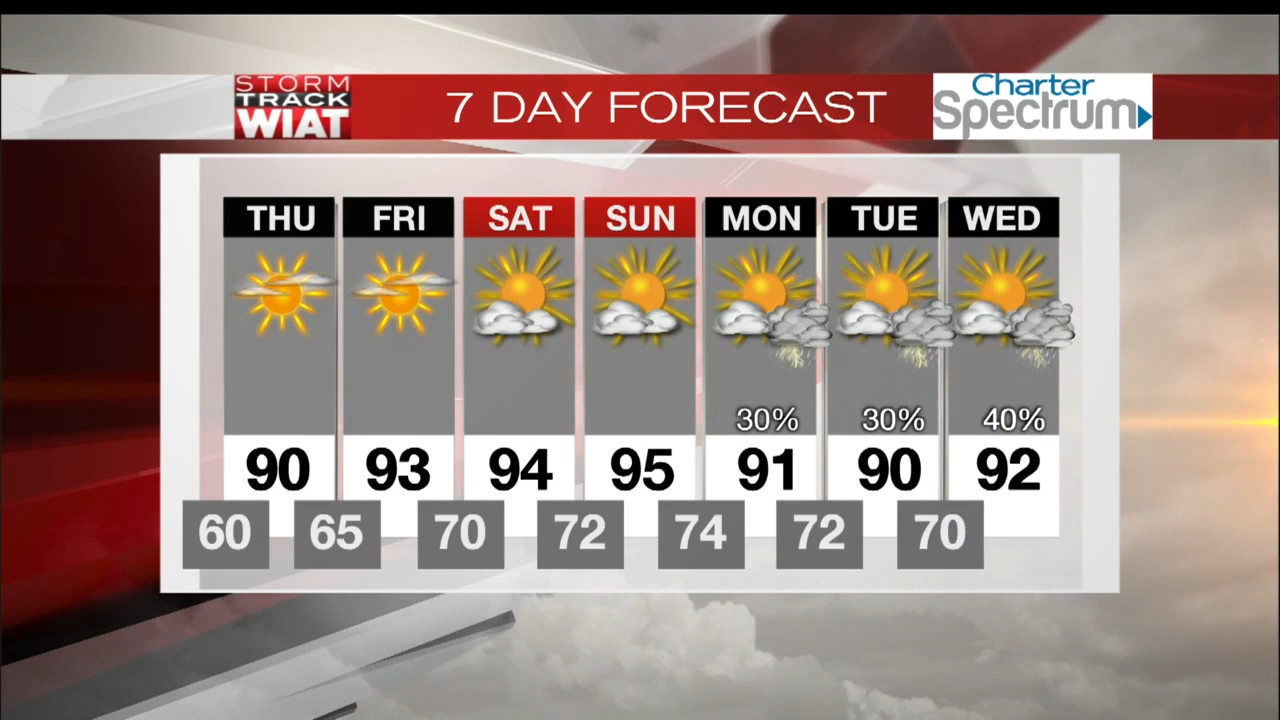 STORM
TRACK
WIAT
7 DAY FORECAST
Charter
Spectrum
THU FRI SAT SUN MON TUE WED
30% 30% 40%
90 93 94 95 91 90 92
60 65 70 72 74 72 70